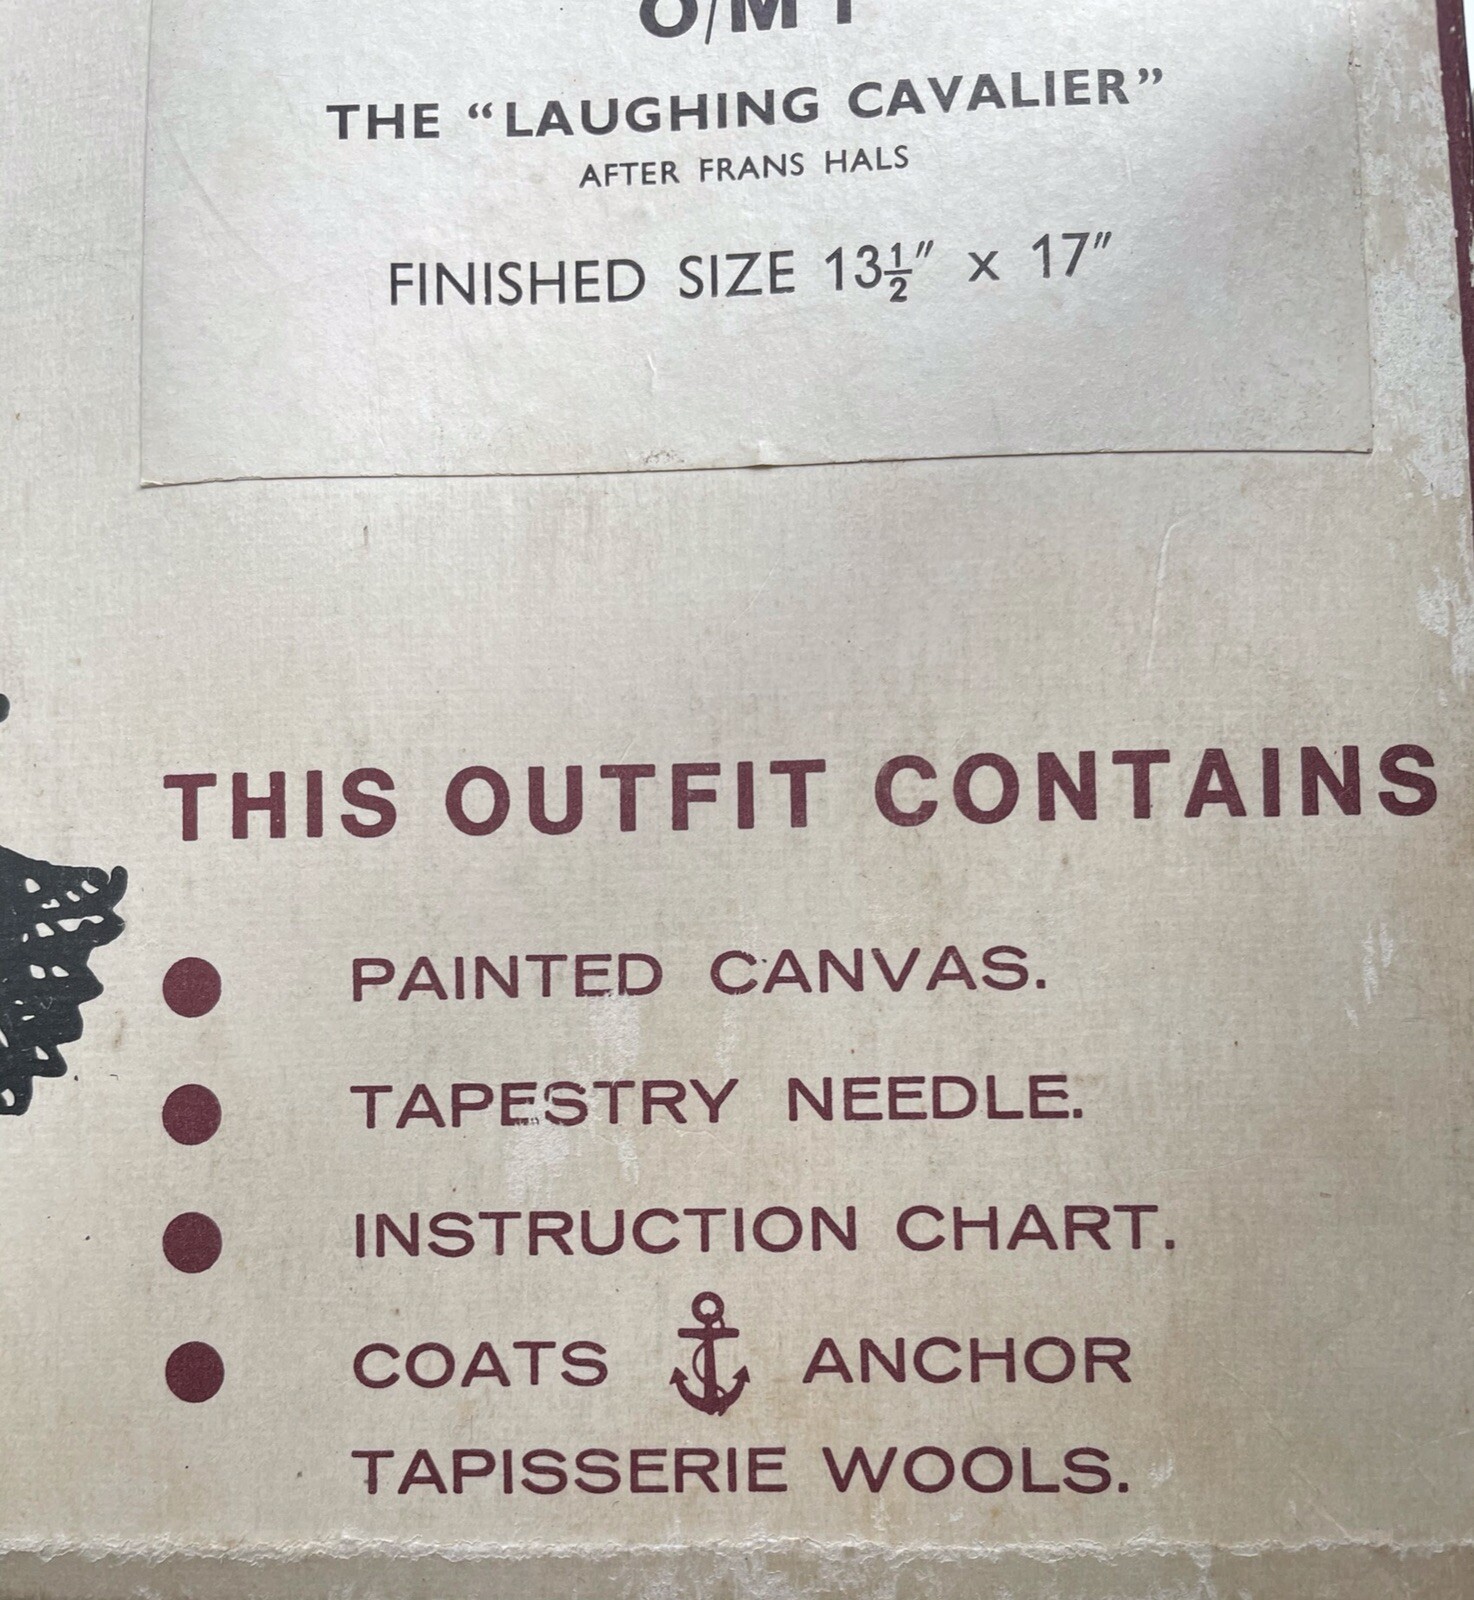 THE “LAUGHING CAVALIER”
AFTER FRANS HALS
FINISHED SIZE 13½″ x 17″
THIS OUTFIT CONTAINS
● PAINTED CANVAS.
● TAPESTRY NEEDLE.
● INSTRUCTION CHART.
● COATS ANCHOR
TAPISSERIE WOOLS.